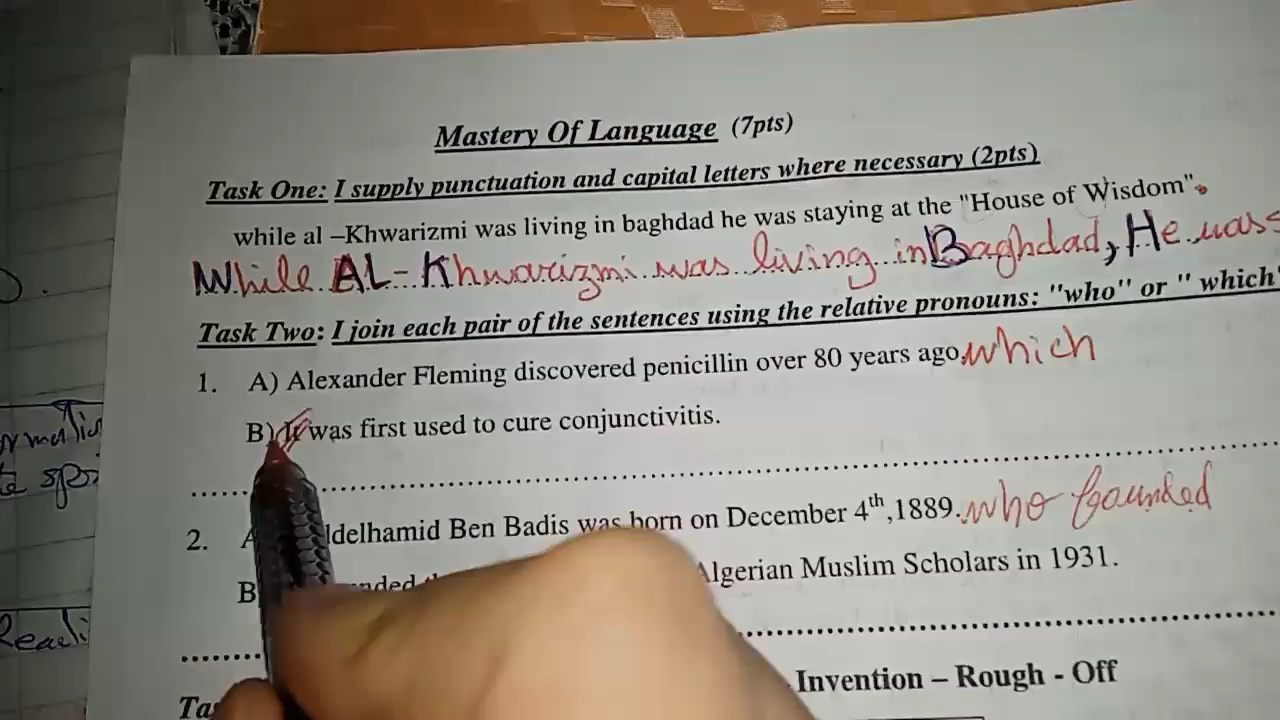 Mastery Of Language (7pts)
Task One: I supply punctuation and capital letters where necessary (2pts)
while al –Khwarizmi was living in baghdad he was staying at the "House of Wisdom".
While AL-Khwarizmi was living in Baghdad, He was
Task Two: I join each pair of the sentences using the relative pronouns: "who" or " which"
1. A) Alexander Fleming discovered penicillin over 80 years ago. which
B) It was first used to cure conjunctivitis.
2. ldelhamid Ben Badis was born on December 4th,1889. who founded
B Algerian Muslim Scholars in 1931.
Invention – Rough - Off
Ta